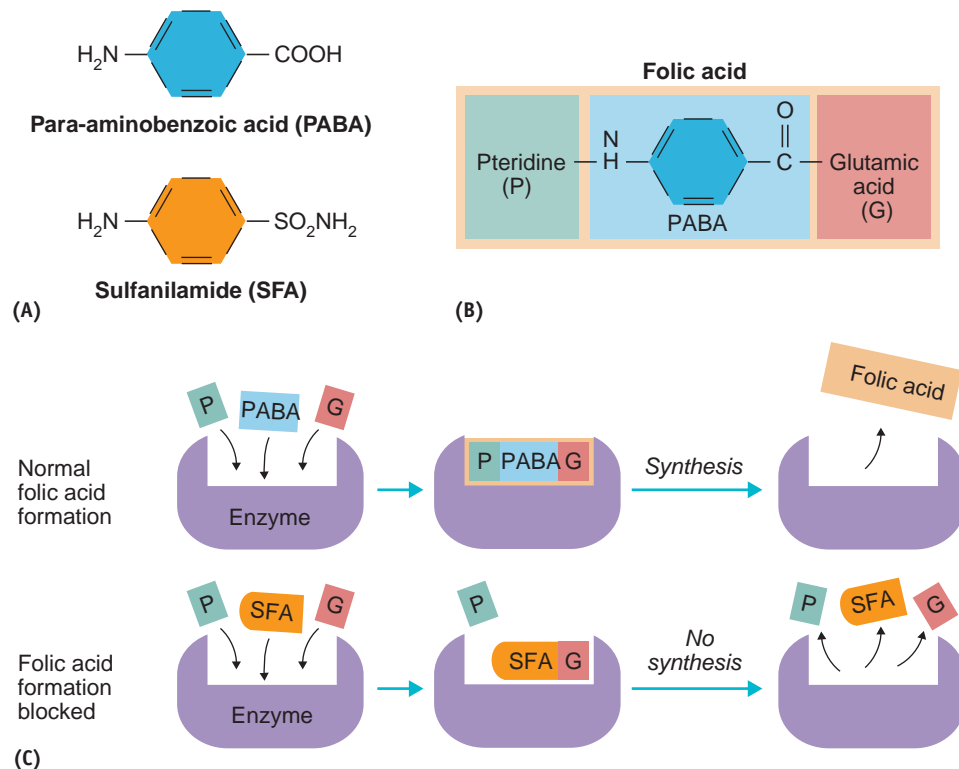 H₂N
COOH
Para-aminobenzoic acid (PABA)
H₂N
SO₂NH₂
Sulfanilamide (SFA)
(A)
Folic acid
Pteridine
(P)
N
H
O
C
PABA
Glutamic
acid
(G)
(B)
Normal
folic acid
formation
P
PABA
G
Enzyme
P PABA G
Synthesis
Folic acid
Folic acid
formation
blocked
P
SFA
G
Enzyme
P
SFA G
No
synthesis
P
SFA
G
(C)